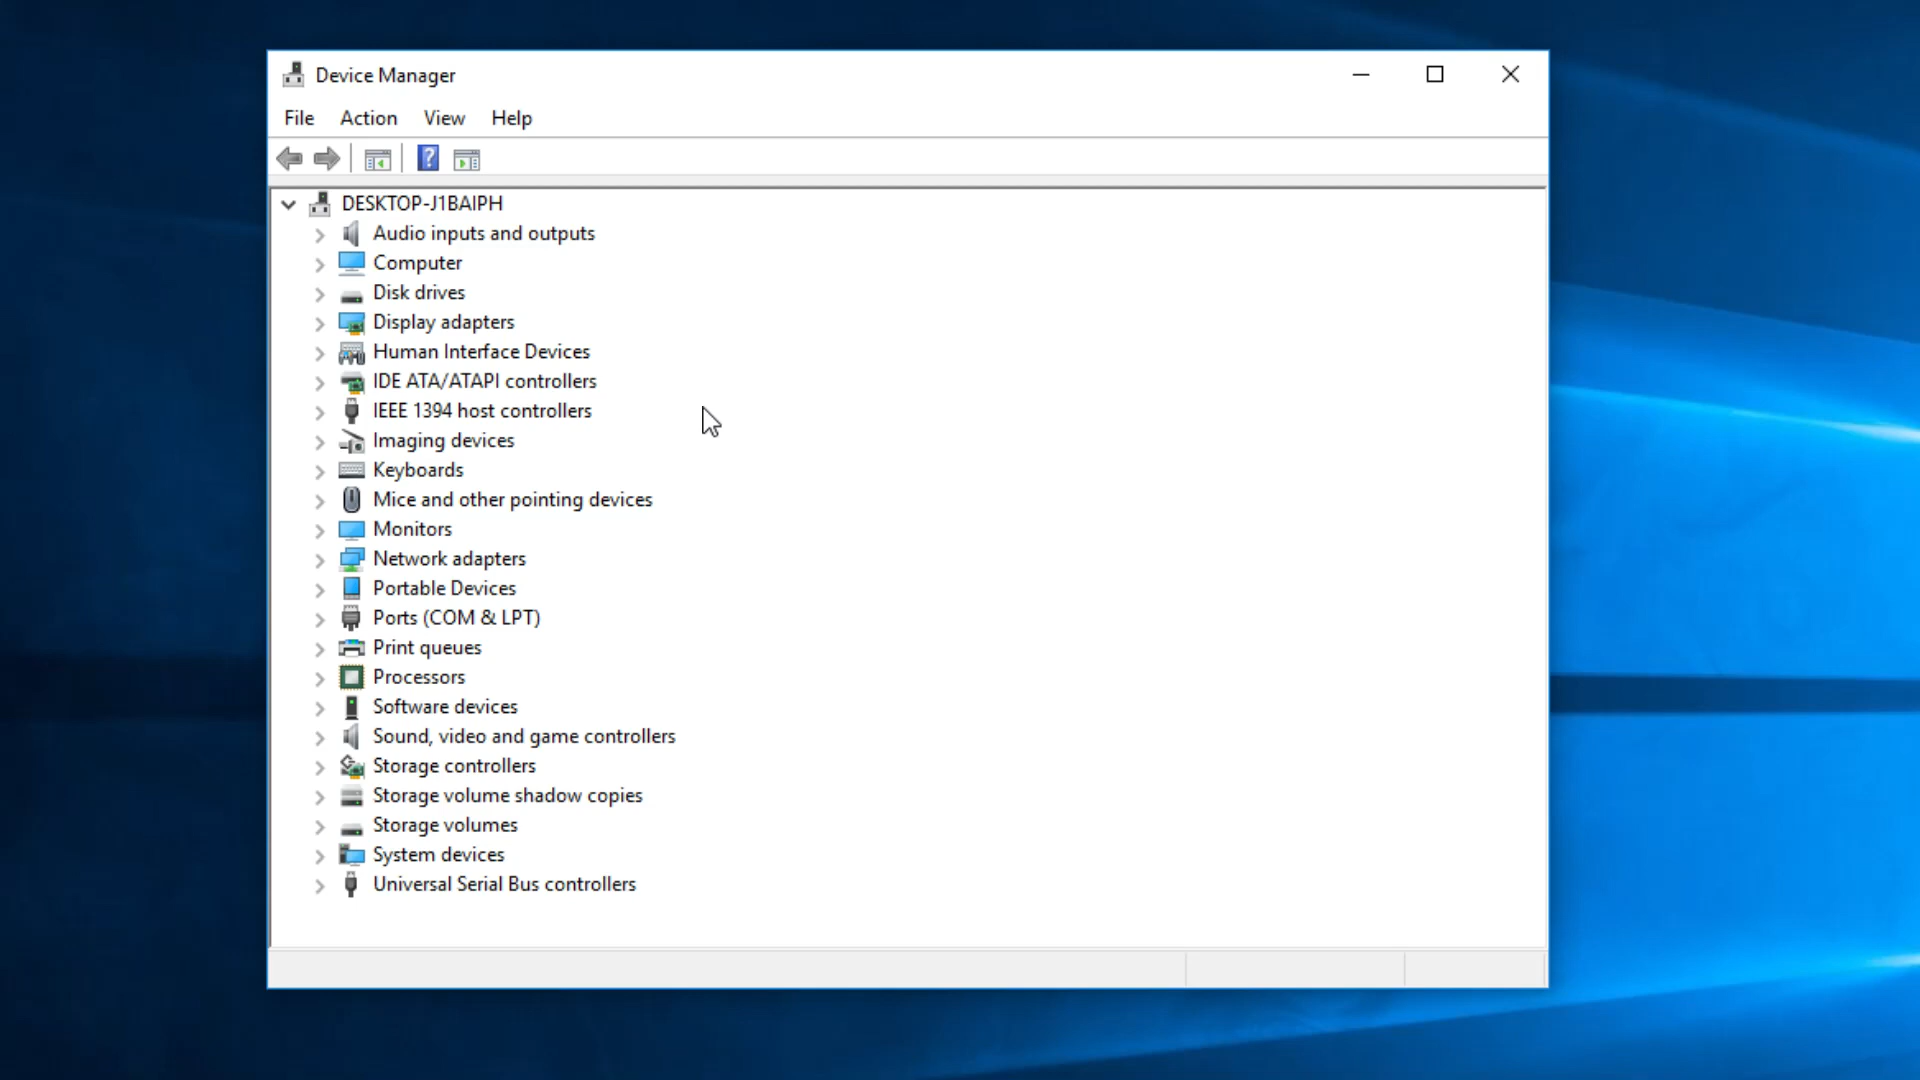 Device Manager
File Action View Help
?
DESKTOP-J1BAIPH
Audio inputs and outputs
Computer
Disk drives
Display adapters
Human Interface Devices
IDE ATA/ATAPI controllers
IEEE 1394 host controllers
Imaging devices
Keyboards
Mice and other pointing devices
Monitors
Network adapters
Portable Devices
Ports (COM & LPT)
Print queues
Processors
Software devices
Sound, video and game controllers
Storage controllers
Storage volume shadow copies
Storage volumes
System devices
Universal Serial Bus controllers